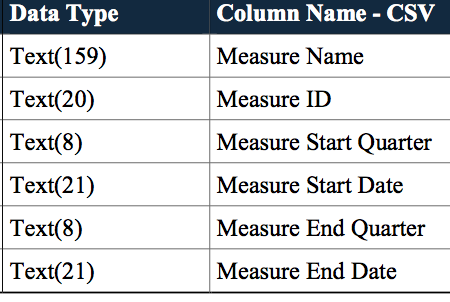 Data Type Column Name - CSV
Text(159) Measure Name
Text(20) Measure ID
Text(8) Measure Start Quarter
Text(21) Measure Start Date
Text(8) Measure End Quarter
Text(21) Measure End Date